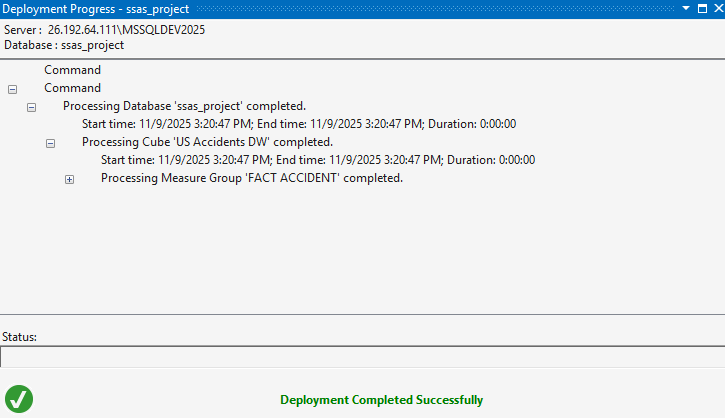 Deployment Progress - ssas_project
Server : 26.192.64.111\MSSQLDEV2025
Database : ssas_project
Command
Command
Processing Database 'ssas_project' completed.
Start time: 11/9/2025 3:20:47 PM; End time: 11/9/2025 3:20:47 PM; Duration: 0:00:00
Processing Cube 'US Accidents DW' completed.
Start time: 11/9/2025 3:20:47 PM; End time: 11/9/2025 3:20:47 PM; Duration: 0:00:00
Processing Measure Group 'FACT ACCIDENT' completed.
Status:
Deployment Completed Successfully